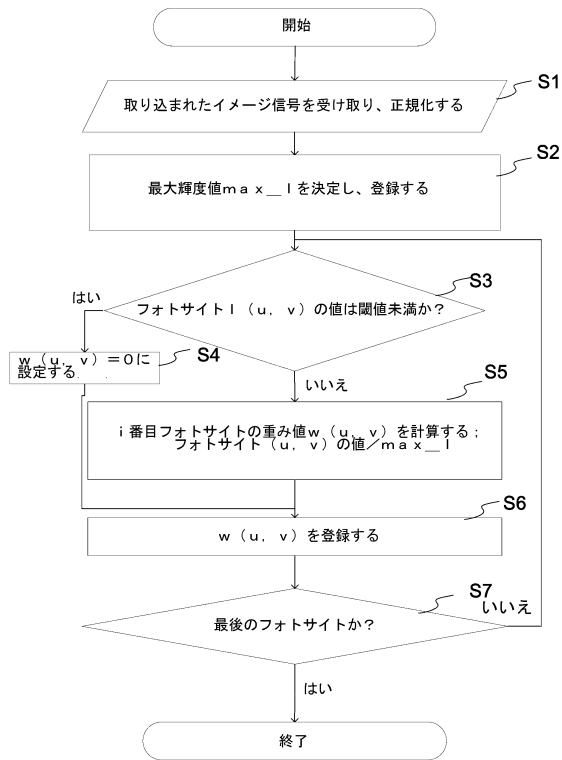 開始
取り込まれたイメージ信号を受け取り、正規化する
S1
最大輝度値max_Iを決定し、登録する
S2
フォトサイトI(u,v)の値は閾値未満か?
S3
はい
w(u,v)=0に
設定する
S4
いいえ
i番目フォトサイトの重み値w(u,v)を計算する;
フォトサイト(u,v)の値/max_I
S5
w(u,v)を登録する
S6
最後のフォトサイトか?
S7
いいえ
はい
終了